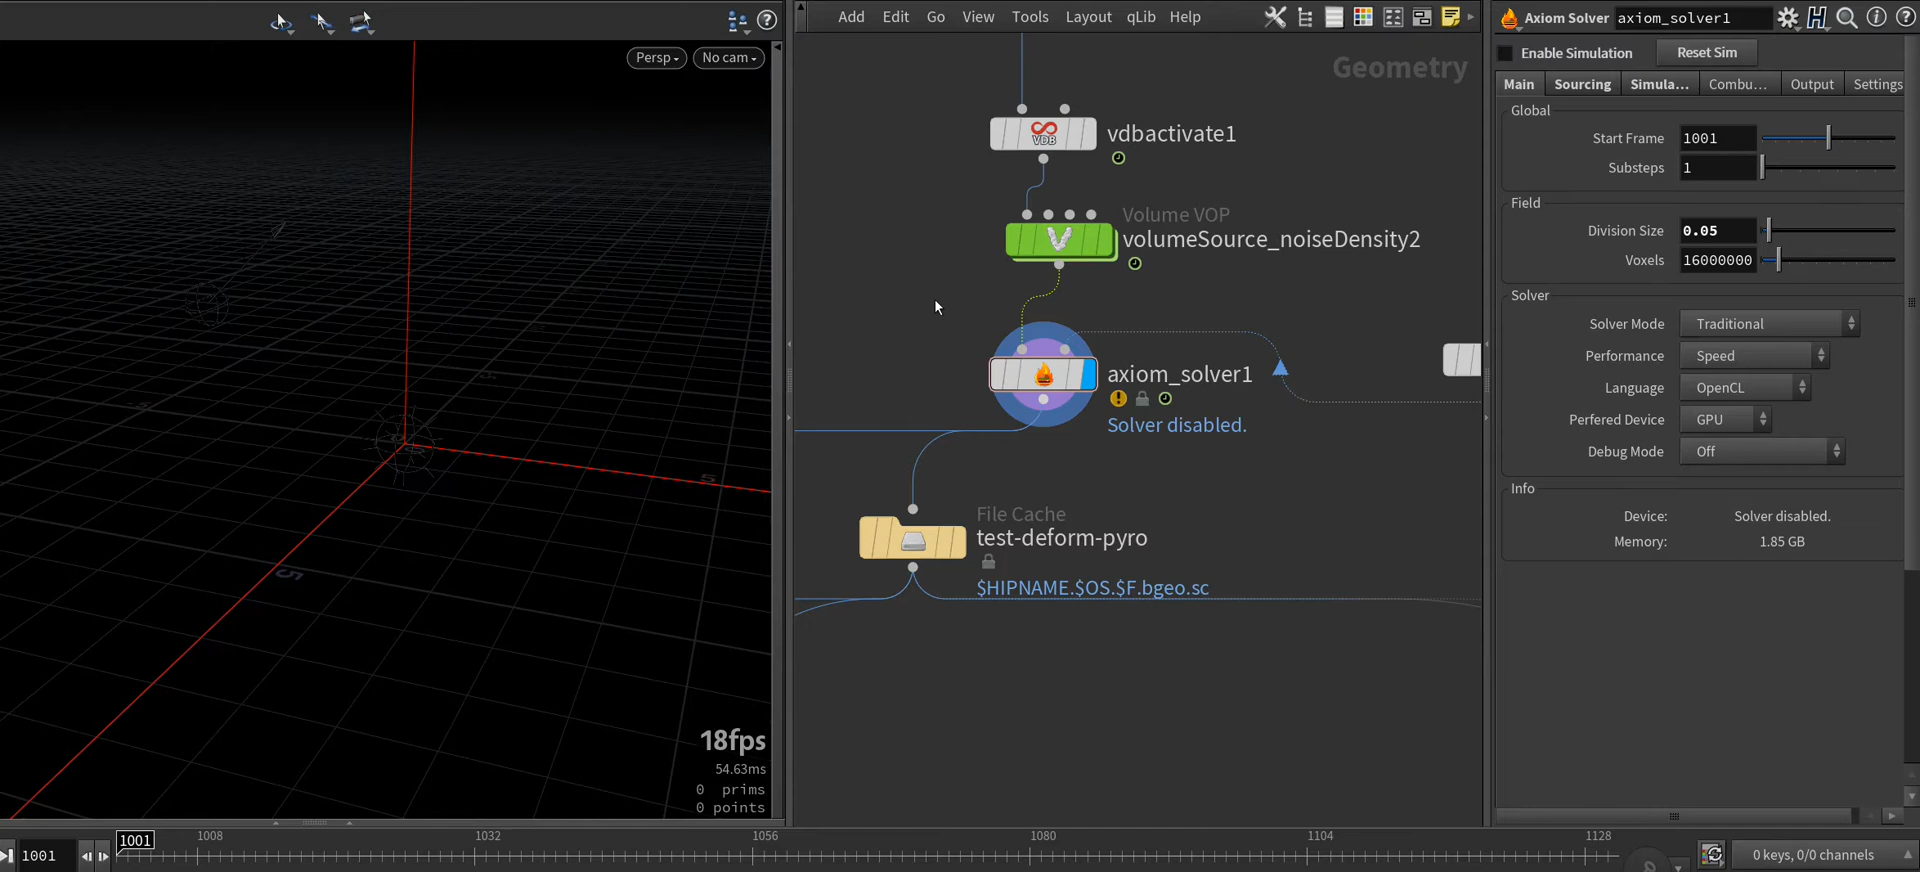 Persp
No cam
5
5
18fps
54.63ms
0 prims
0 points
Add Edit Go View Tools Layout qLib Help
Geometry
VDB
vdbactivate1
Volume VOP
volumeSource_noiseDensity2
axiom_solver1
Solver disabled.
File Cache
test-deform-pyro
$HIPNAME.$OS.$F.bgeo.sc
Axiom Solver axiom_solver1
Enable Simulation Reset Sim
Main Sourcing Simula... Combu... Output Settings
Global
Start Frame 1001
Substeps 1
Field
Division Size 0.05
Voxels 16000000
Solver
Solver Mode Traditional
Performance Speed
Language OpenCL
Perfered Device GPU
Debug Mode Off
Info
Device: Solver disabled.
Memory: 1.85 GB
1001 1001 1008 1032 1056 1080 1104 1128
0 keys, 0/0 channels